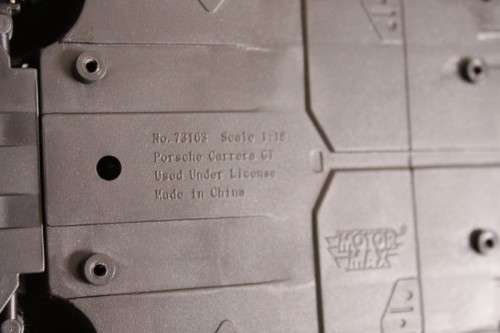 No. 73163 Scale 1:18
Porsche Carrera GT
Used Under License
Made in China
MOTOR
MAX